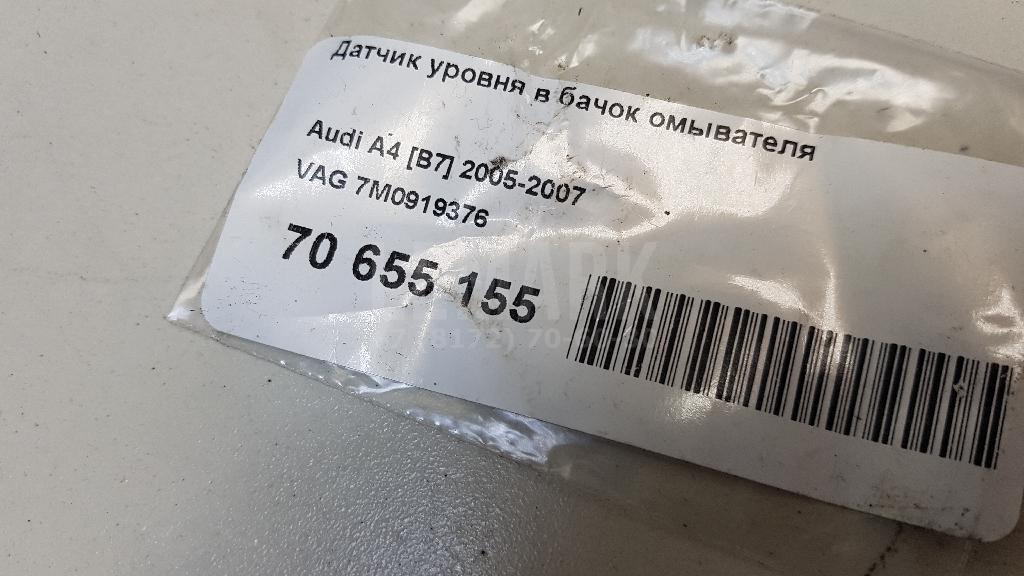 Датчик уровня в бачок омывателя
Audi A4 [B7] 2005-2007
VAG 7M0919376
70 655 155